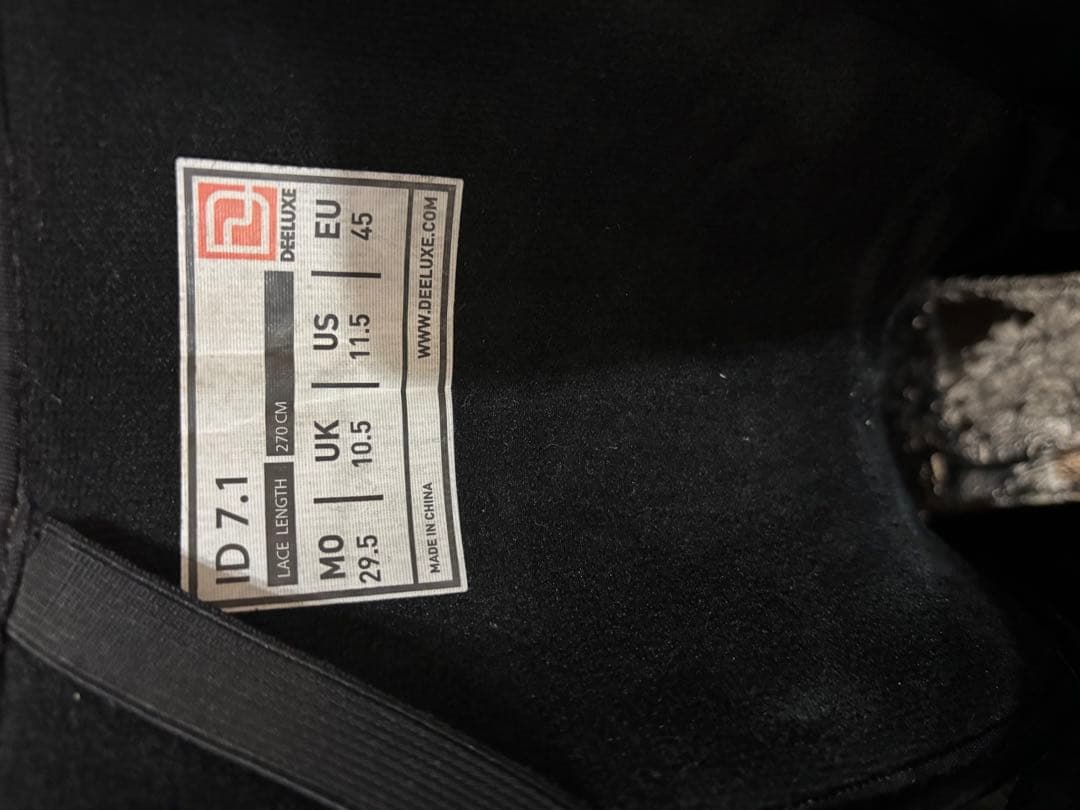 ID 7.1
DEELUXE
LACE LENGTH 270 CM
MO | UK | US | EU
29.5 | 10.5 | 11.5 | 45
MADE IN CHINA WWW.DEELUXE.COM